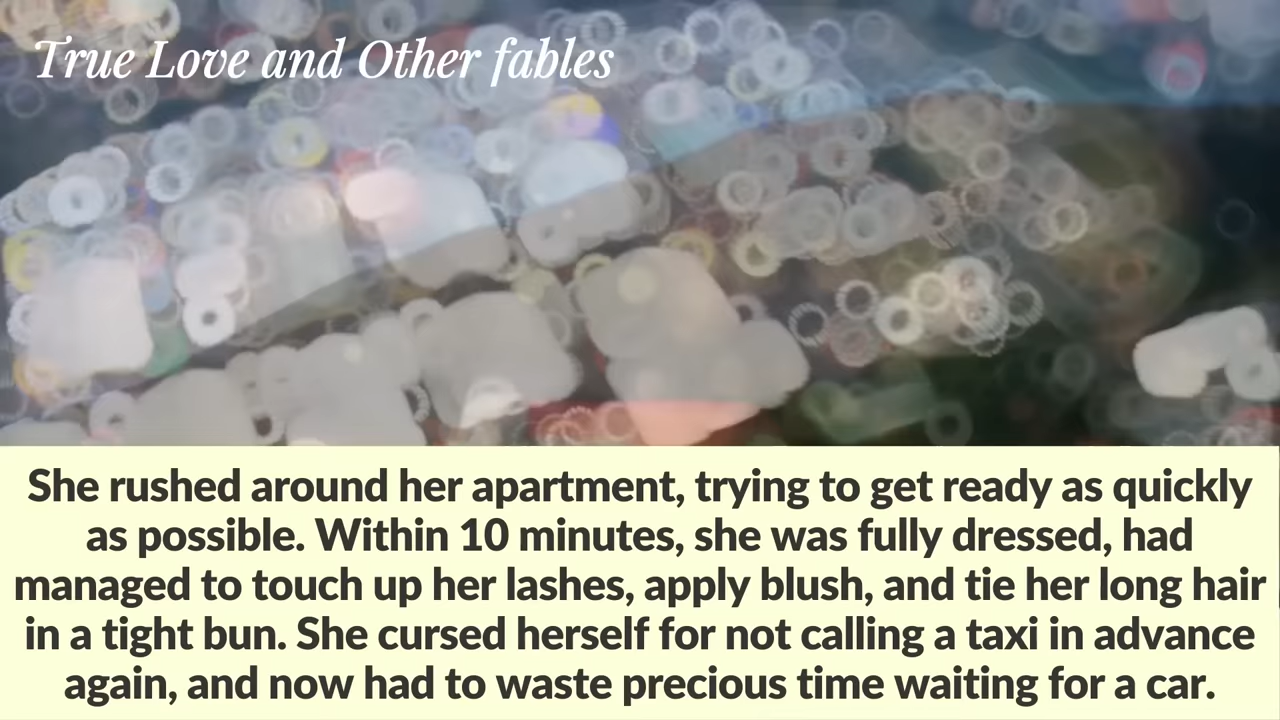 True Love and Other fables
She rushed around her apartment, trying to get ready as quickly
as possible. Within 10 minutes, she was fully dressed, had
managed to touch up her lashes, apply blush, and tie her long hair
in a tight bun. She cursed herself for not calling a taxi in advance
again, and now had to waste precious time waiting for a car.